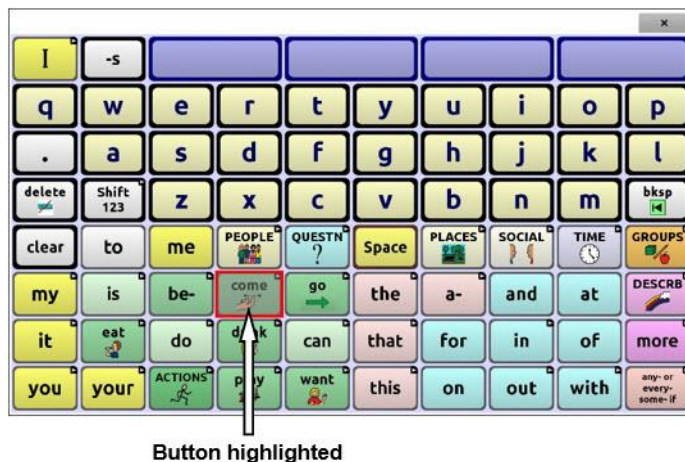 ×
I -s
q w e r t y u i o p
. a s d f g h j k l
delete Shift 123 z x c v b n m bksp
clear to me PEOPLE QUESTN ? Space PLACES SOCIAL TIME GROUPS
my is be- come go the a- and at DESCRB
it eat do drink can that for in of more
you your ACTIONS play want this on out with any- or every- some- if
Button highlighted